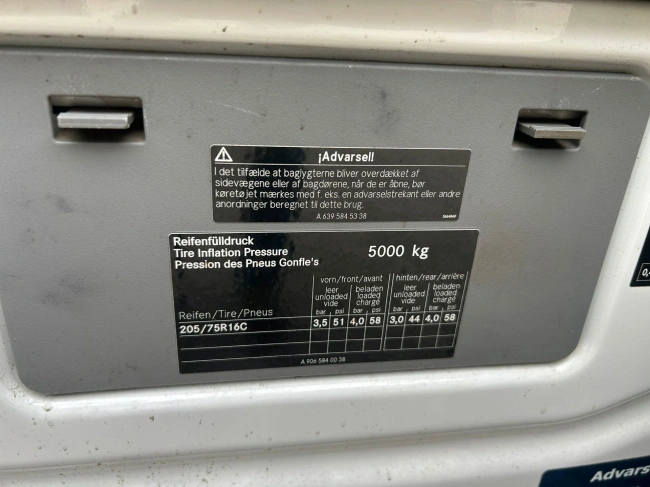 ¡Advarsel!
I det tilfælde at baglygterne bliver overdækket af
sidevægene eller af bagdørene, når de er åbne, bør
køretøjet mærkes med f. eks. en advarselstrekant eller andre
anordninger beregnet til dette brug.
A 639 584 53 38
Reifenfülldruck
Tire Inflation Pressure 5000 kg
Pression des Pneus Gonfle's
vorn/front/avant hinten/rear/arrière
leer beladen leer beladen
unloaded loaded unloaded loaded
vide charge vide charge
Reifen/Tire/Pneus bar psi bar psi bar psi bar psi
205/75R16C 3,5 51 4,0 58 3,0 44 4,0 58
A 906 584 00 38
0,
Advars